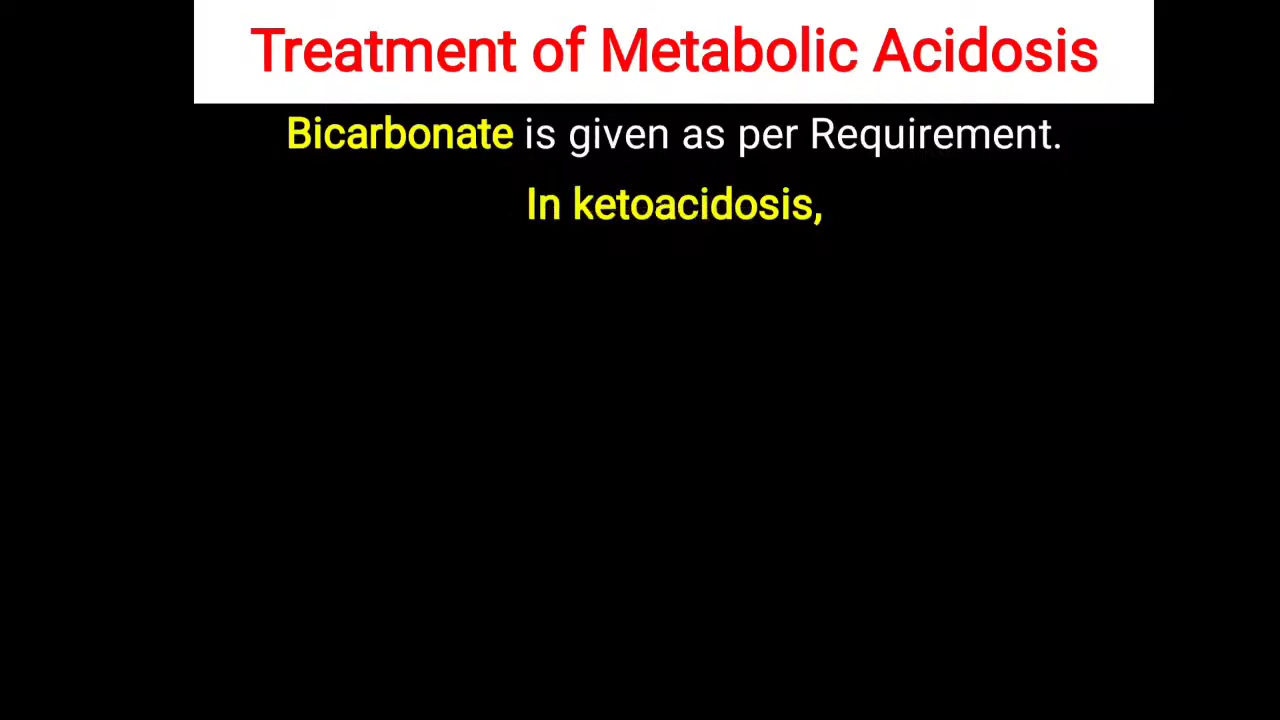 Treatment of Metabolic Acidosis
Bicarbonate is given as per Requirement.
In ketoacidosis,